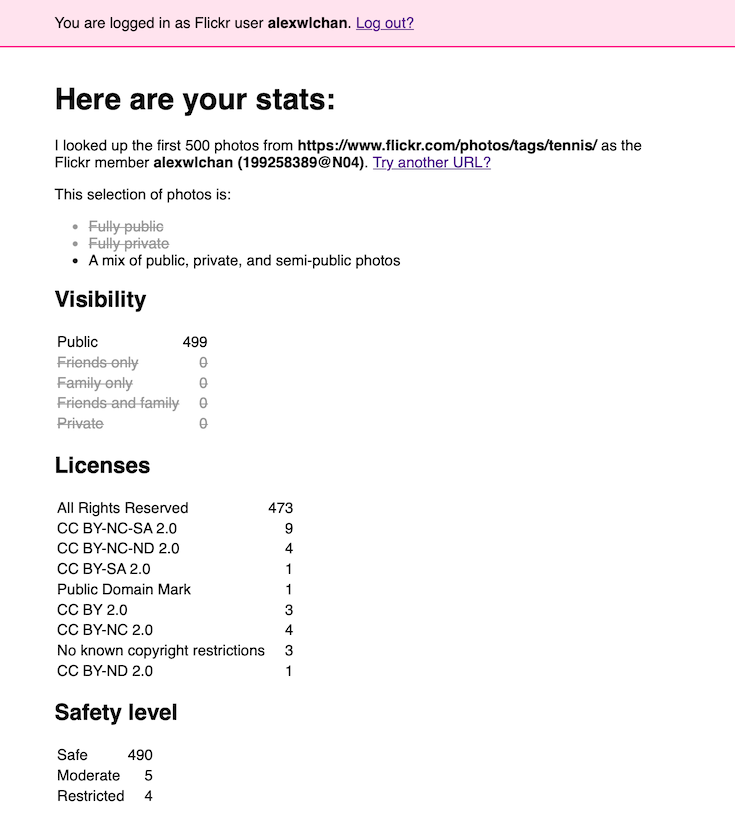 You are logged in as Flickr user alexwlchan. Log out?
Here are your stats:
I looked up the first 500 photos from https://www.flickr.com/photos/tags/tennis/ as the
Flickr member alexwlchan (199258389@N04). Try another URL?
This selection of photos is:
• Fully public
• Fully private
• A mix of public, private, and semi-public photos
Visibility
Public 499
Friends only 0
Family only 0
Friends and family 0
Private 0
Licenses
All Rights Reserved 473
CC BY-NC-SA 2.0 9
CC BY-NC-ND 2.0 4
CC BY-SA 2.0 1
Public Domain Mark 1
CC BY 2.0 3
CC BY-NC 2.0 4
No known copyright restrictions 3
CC BY-ND 2.0 1
Safety level
Safe 490
Moderate 5
Restricted 4